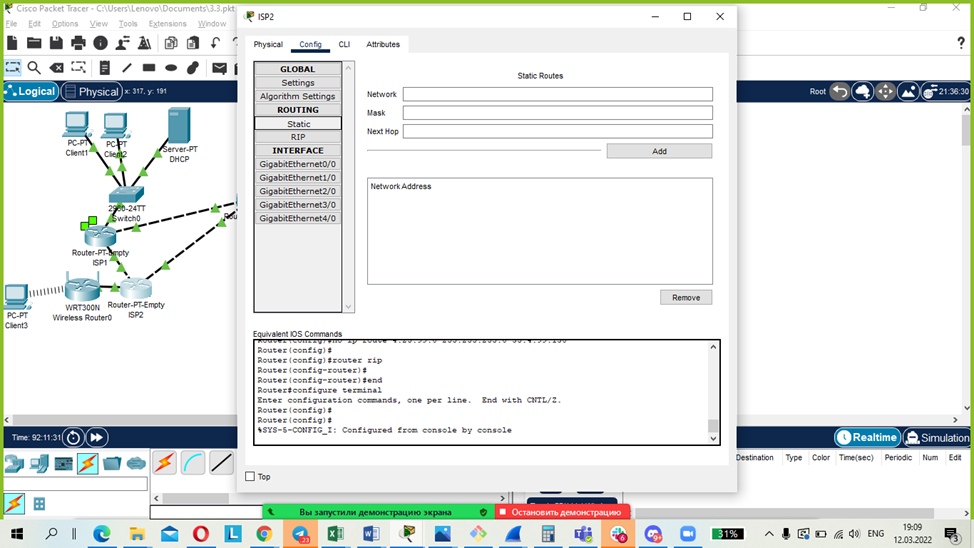 Cisco Packet Tracer - C:\Users\Lenovo\Documents\3.3.pkt
File Edit Options View Tools Extensions Window
Logical Physical x: 317, y: 191
Root 21:36:30
PC-PT
Client1
PC-PT
Client2
Server-PT
DHCP
24TT
Switch0
Router-PT-Empty
ISP1
WRT300N
Wireless Router0
Router-PT-Empty
ISP2
PC-PT
Client3
ISP2
Physical Config CLI Attributes
GLOBAL
Settings
Algorithm Settings
ROUTING
Static
RIP
INTERFACE
GigabitEthernet0/0
GigabitEthernet1/0
GigabitEthernet2/0
GigabitEthernet3/0
GigabitEthernet4/0
Static Routes
Network
Mask
Next Hop
Add
Network Address
Remove
Equivalent IOS Commands
Router(config)#
Router(config)#router rip
Router(config-router)#
Router(config-router)#end
Router#configure terminal
Enter configuration commands, one per line. End with CNTL/Z.
Router(config)#
Router(config)#
%SYS-5-CONFIG_I: Configured from console by console
Top
Time: 92:11:31
Realtime Simulation
Destination Type Color Time(sec) Periodic Num Edit
Вы запустили демонстрацию экрана Остановить демонстрацию
31% ENG 19:09
12.03.2022